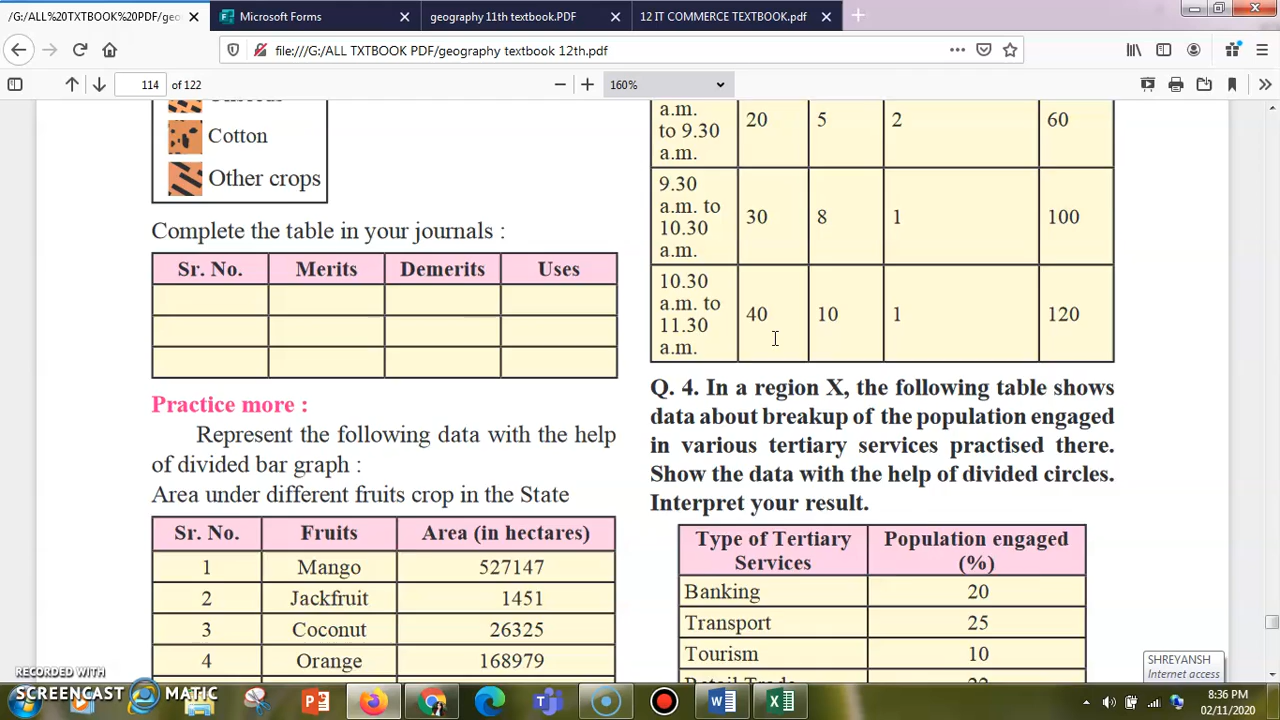 /G:/ALL%20TXTBOOK%20PDF/geo
Microsoft Forms
geography 11th textbook.PDF
12 IT COMMERCE TEXTBOOK.pdf
file:///G:/ALL TXTBOOK PDF/geography textbook 12th.pdf
114 of 122
160%
Cotton
Other crops
Complete the table in your journals :
Sr. No. Merits Demerits Uses
Practice more :
Represent the following data with the help
of divided bar graph :
Area under different fruits crop in the State
Sr. No. Fruits Area (in hectares)
1 Mango 527147
2 Jackfruit 1451
3 Coconut 26325
4 Orange 168979
a.m.
to 9.30
a.m.
20 5 2 60
9.30
a.m. to
10.30
a.m.
30 8 1 100
10.30
a.m. to
11.30
a.m.
40 10 1 120
Q. 4. In a region X, the following table shows
data about breakup of the population engaged
in various tertiary services practised there.
Show the data with the help of divided circles.
Interpret your result.
Type of Tertiary
Services
Population engaged
(%)
Banking 20
Transport 25
Tourism 10
Retail Trade 22
SHREYANSH
Internet access
RECORDED WITH
SCREENCAST MATIC
8:36 PM
02/11/2020